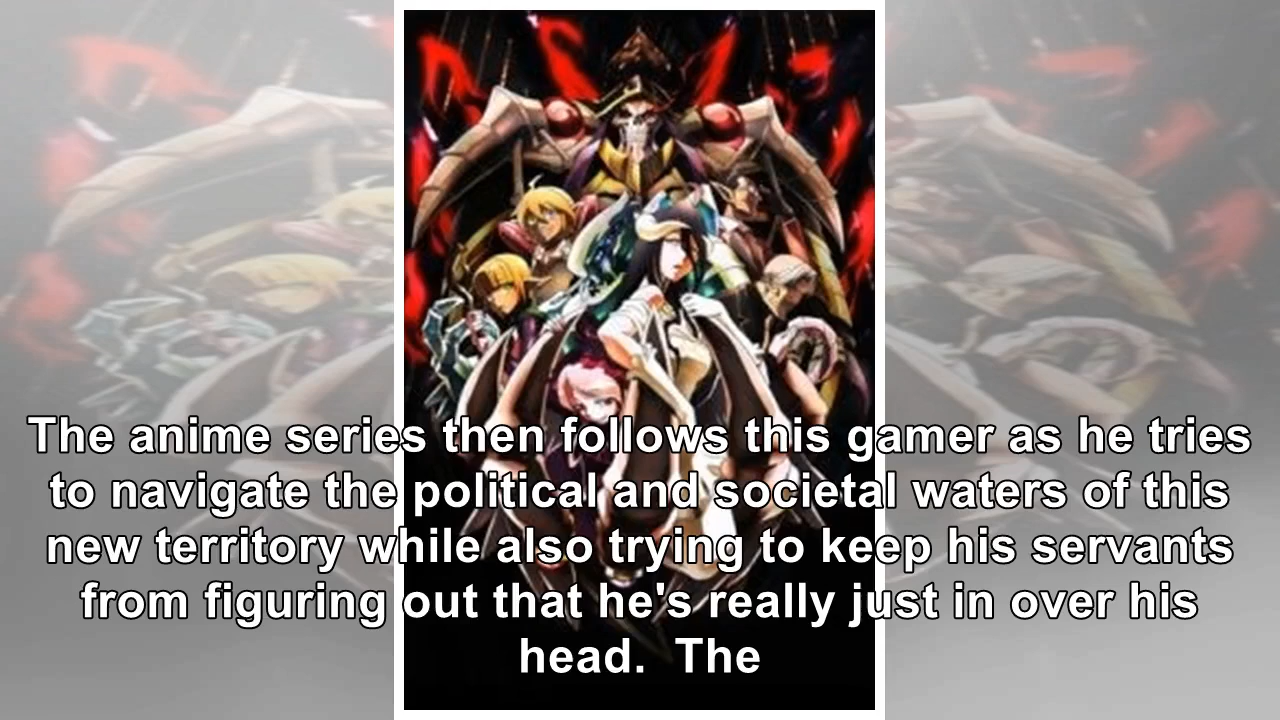 The anime series then follows this gamer as he tries
to navigate the political and societal waters of this
new territory while also trying to keep his servants
from figuring out that he's really just in over his
head.  The